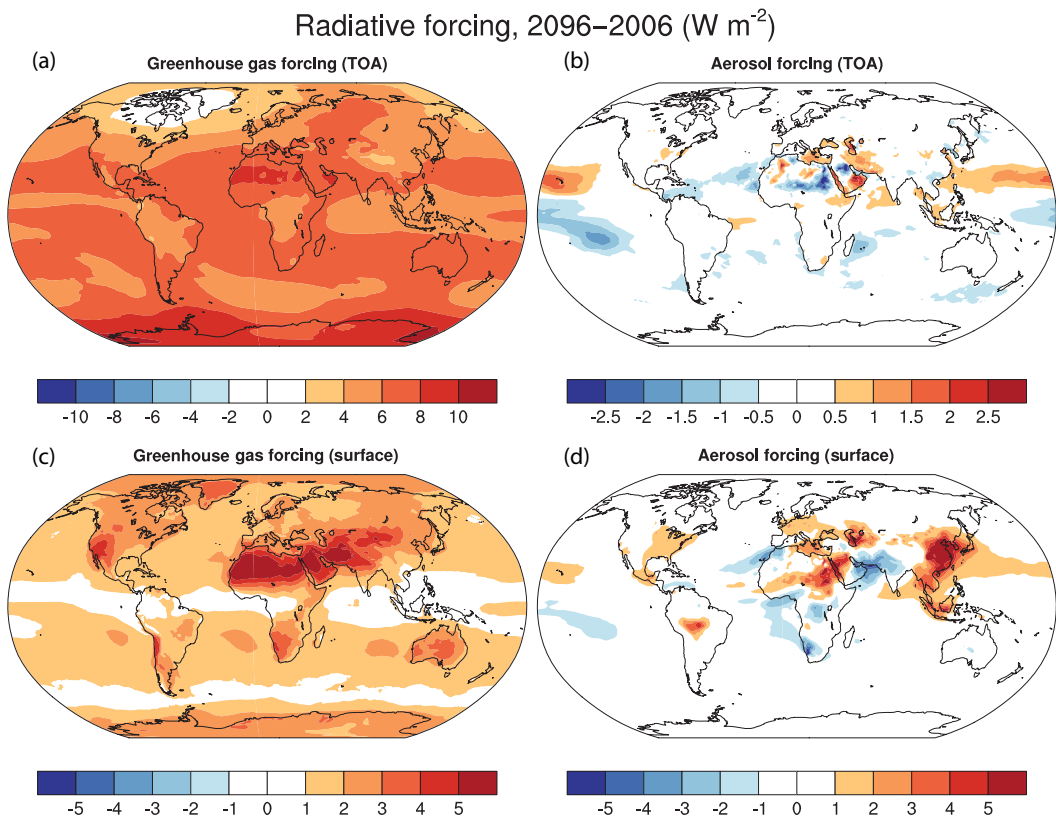 Radiative forcing, 2096−2006 (W m-2)
(a)
Greenhouse gas forcing (TOA)
-10 -8 -6 -4 -2 0 2 4 6 8 10
(b)
Aerosol forcing (TOA)
-2.5 -2 -1.5 -1 -0.5 0 0.5 1 1.5 2 2.5
(c)
Greenhouse gas forcing (surface)
-5 -4 -3 -2 -1 0 1 2 3 4 5
(d)
Aerosol forcing (surface)
-5 -4 -3 -2 -1 0 1 2 3 4 5